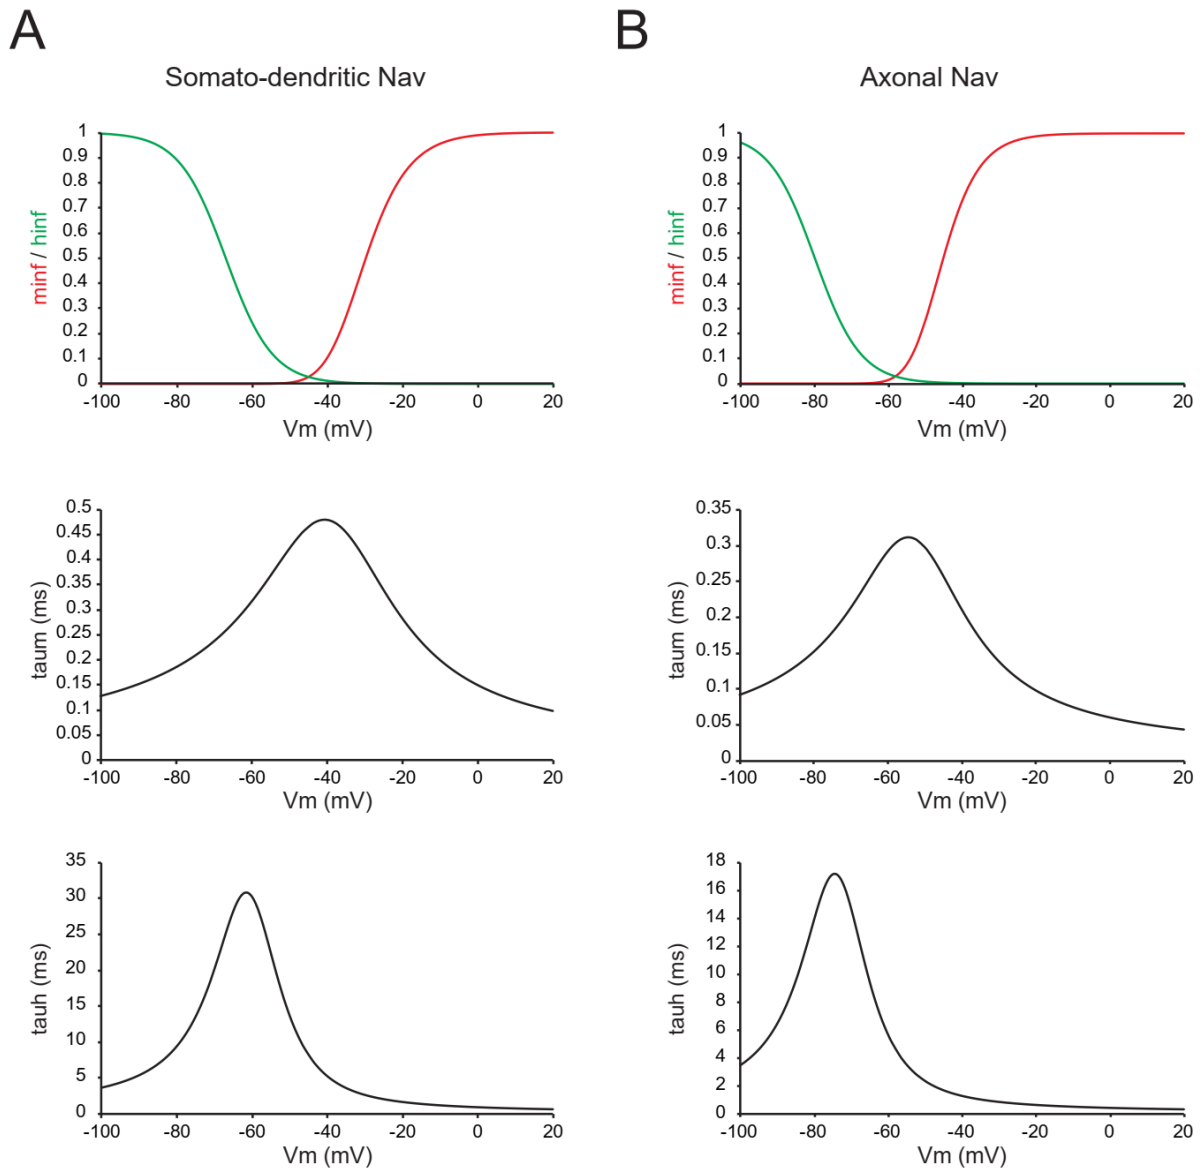 A
B
Somato-dendritic Nav
Axonal Nav
minf / hinf
1
0.9
0.8
0.7
0.6
0.5
0.4
0.3
0.2
0.1
0
-100 -80 -60 -40 -20 0 20
Vm (mV)
minf / hinf
1
0.9
0.8
0.7
0.6
0.5
0.4
0.3
0.2
0.1
0
-100 -80 -60 -40 -20 0 20
Vm (mV)
taum (ms)
0.5
0.45
0.4
0.35
0.3
0.25
0.2
0.15
0.1
0.05
0
-100 -80 -60 -40 -20 0 20
Vm (mV)
taum (ms)
0.35
0.3
0.25
0.2
0.15
0.1
0.05
0
-100 -80 -60 -40 -20 0 20
Vm (mV)
tauh (ms)
35
30
25
20
15
10
5
0
-100 -80 -60 -40 -20 0 20
Vm (mV)
tauh (ms)
18
16
14
12
10
8
6
4
2
0
-100 -80 -60 -40 -20 0 20
Vm (mV)